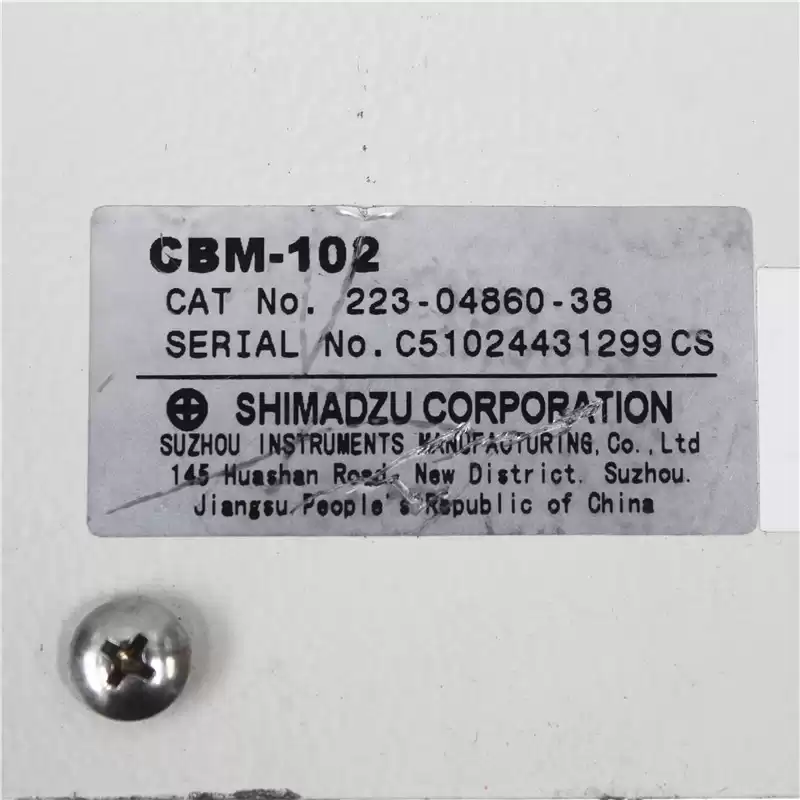 CBM-102
CAT No. 223-04860-38
SERIAL No. C51024431299 CS
SHIMADZU CORPORATION
SUZHOU INSTRUMENTS MANUFACTURING, Co., Ltd
145 Huashan Road, New District. Suzhou.
Jiangsu, People's Republic of China